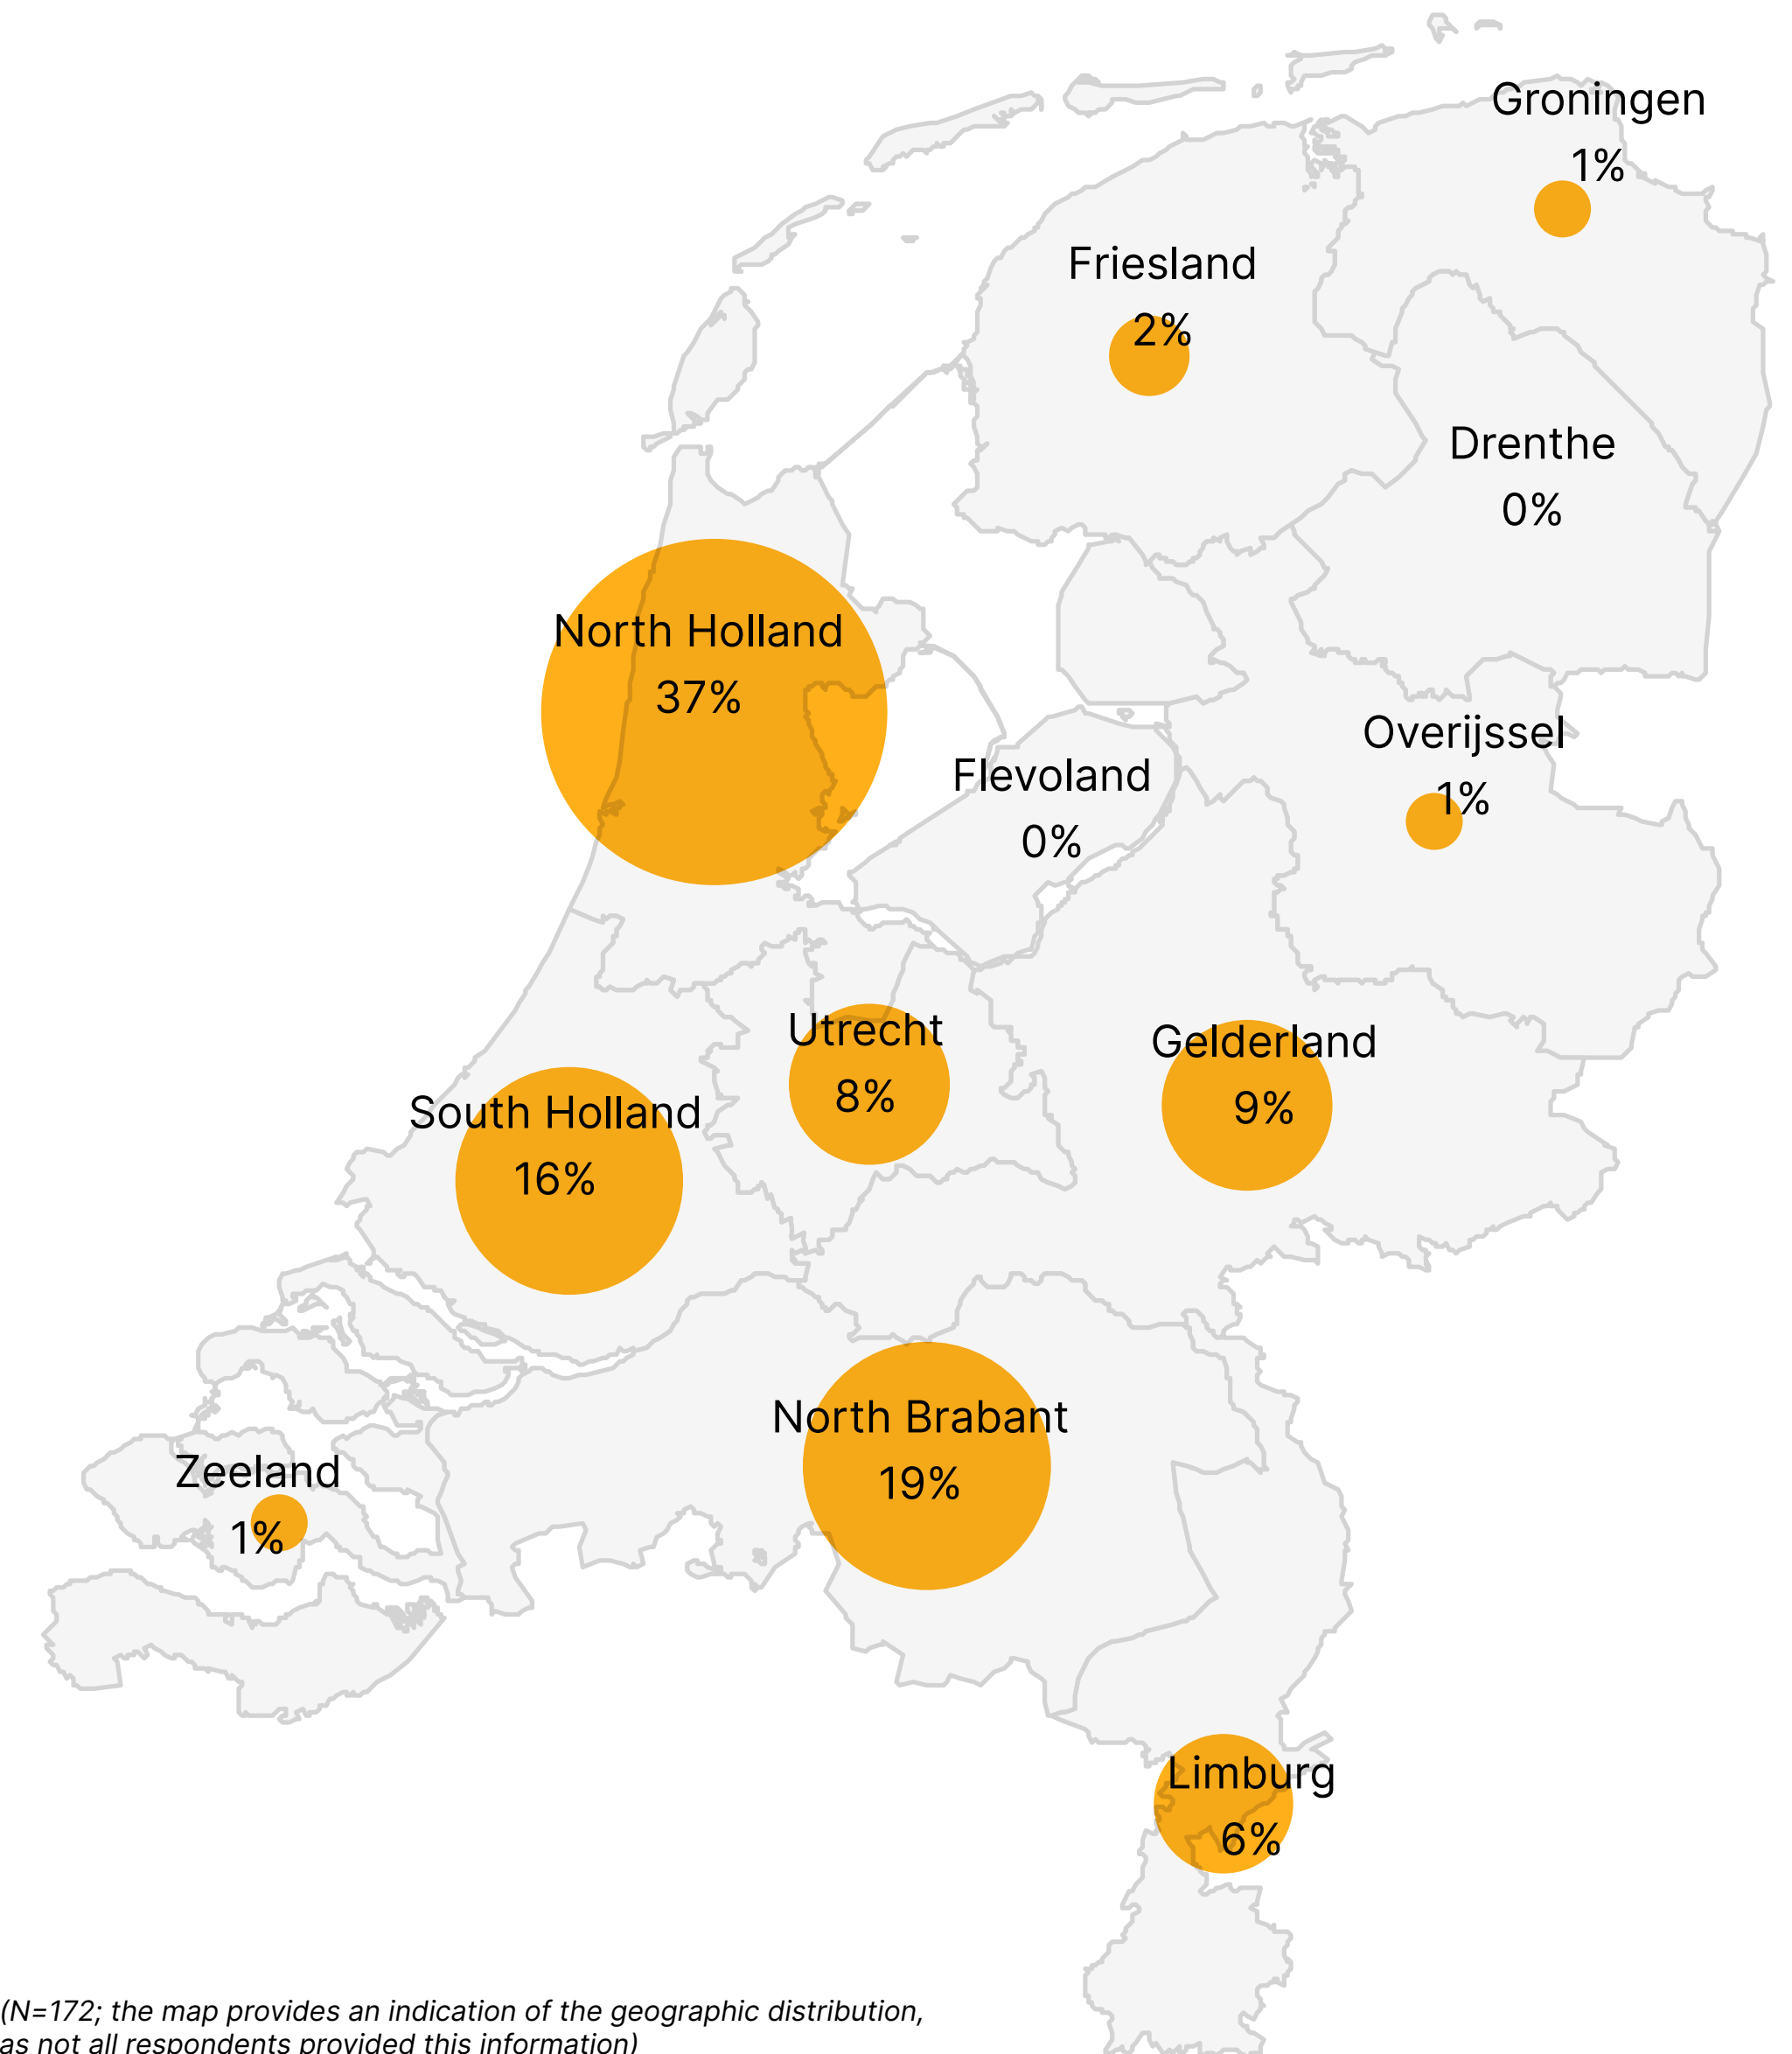 Groningen
1%
Friesland
2%
Drenthe
0%
North Holland
37%
Overijssel
1%
Flevoland
0%
Utrecht
8%
Gelderland
9%
South Holland
16%
North Brabant
19%
Zeeland
1%
Limburg
6%
(N=172; the map provides an indication of the geographic distribution,
as not all respondents provided this information)